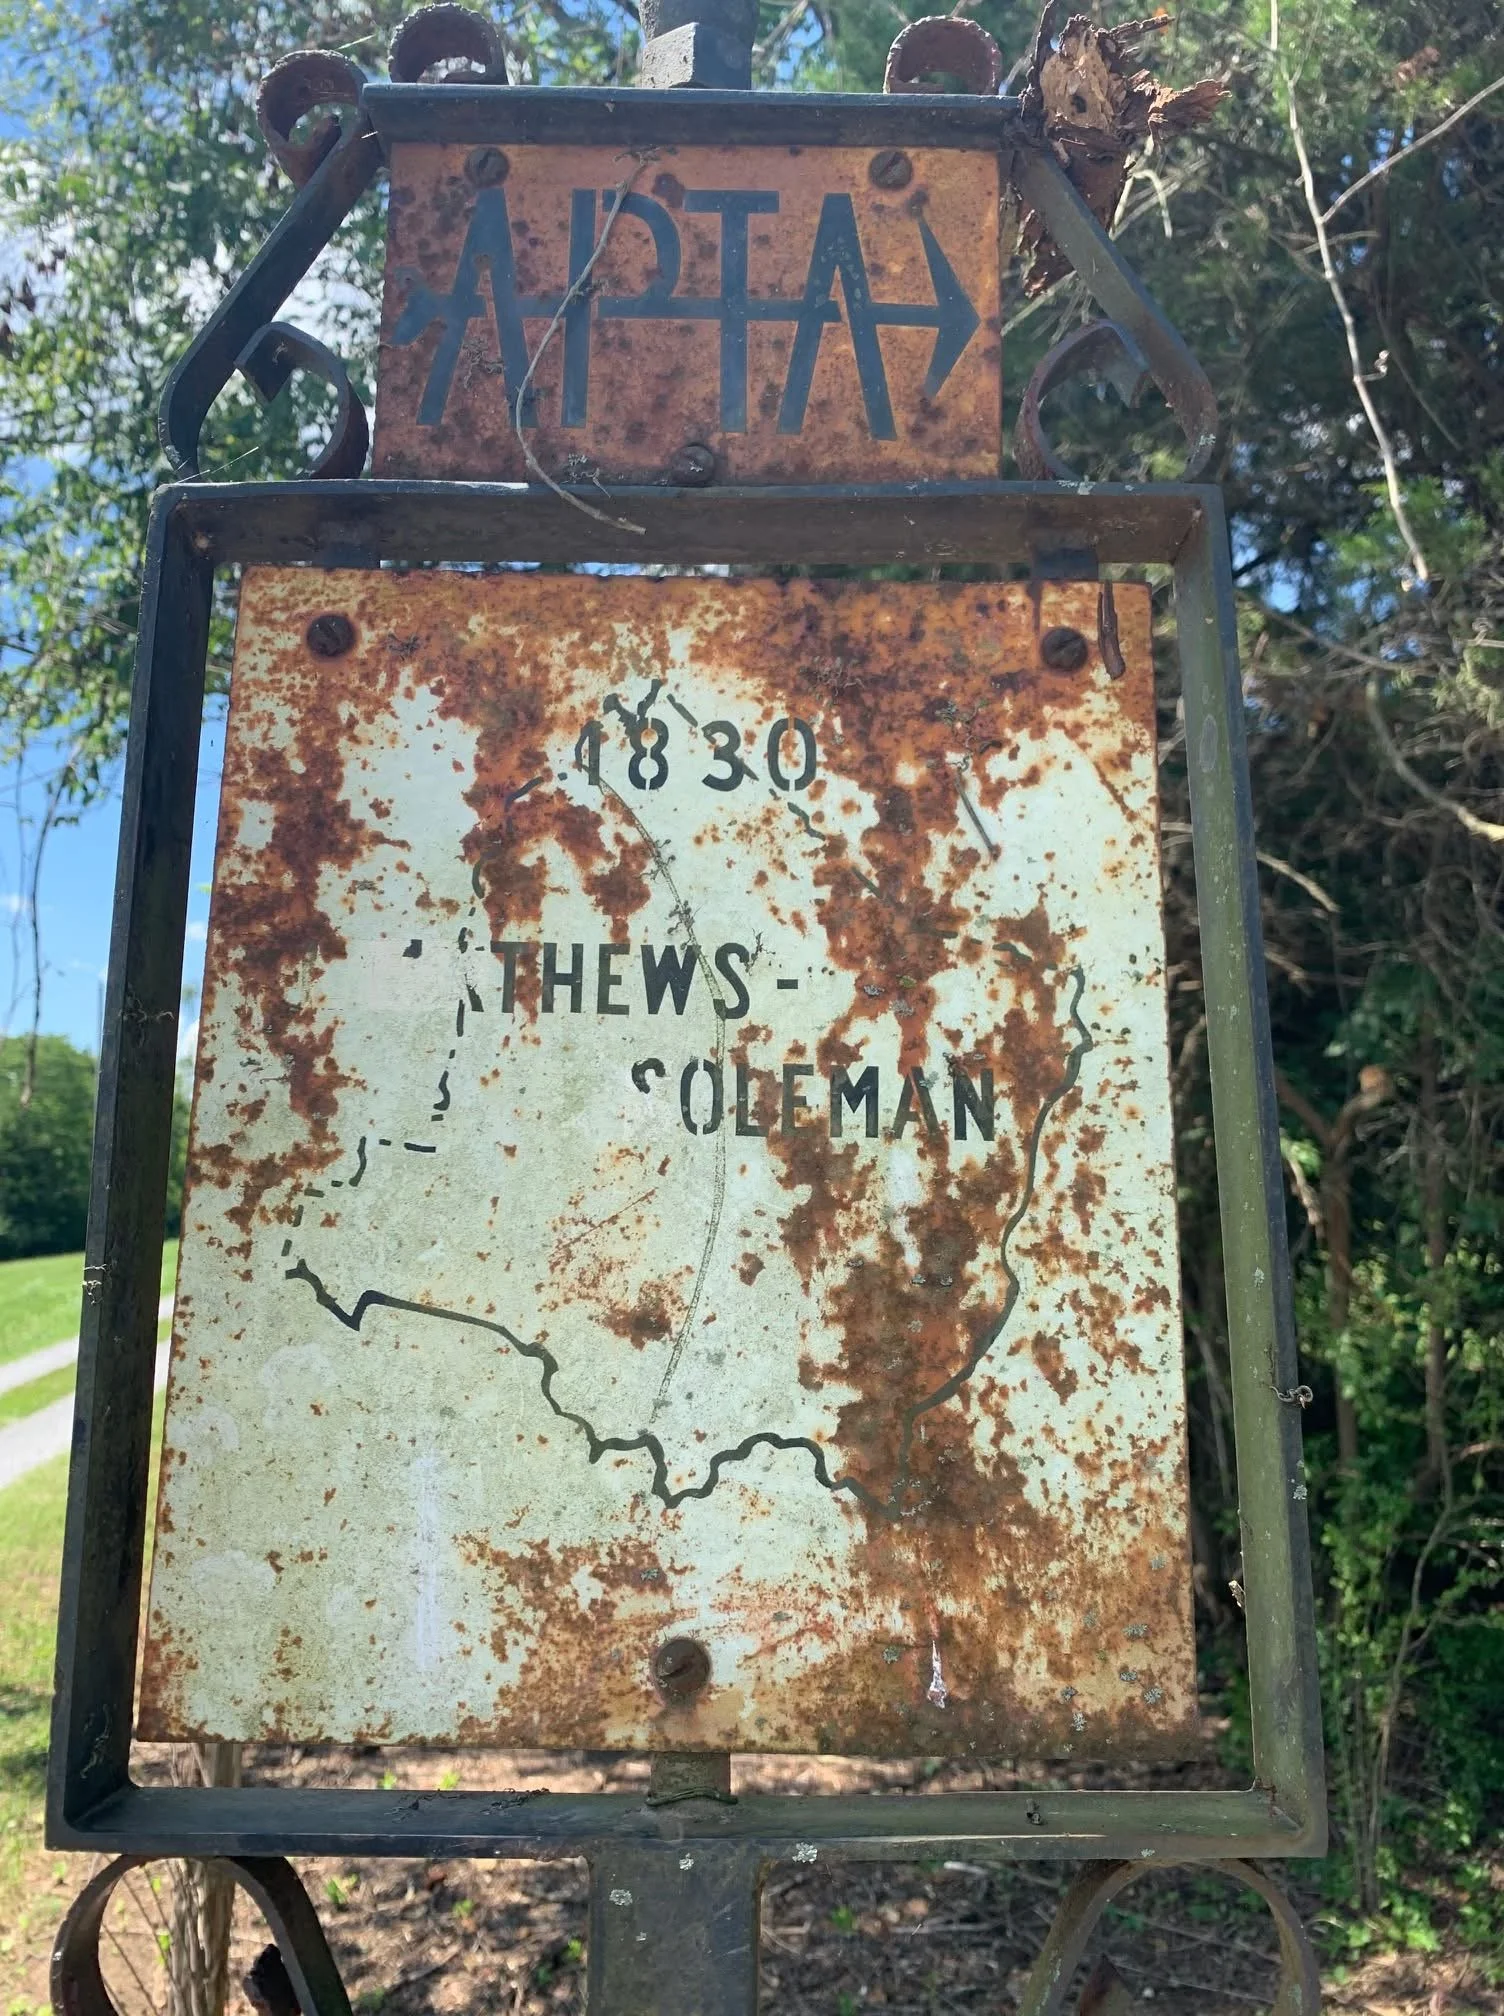 APTA
1830
THEWS-
OLEMAN